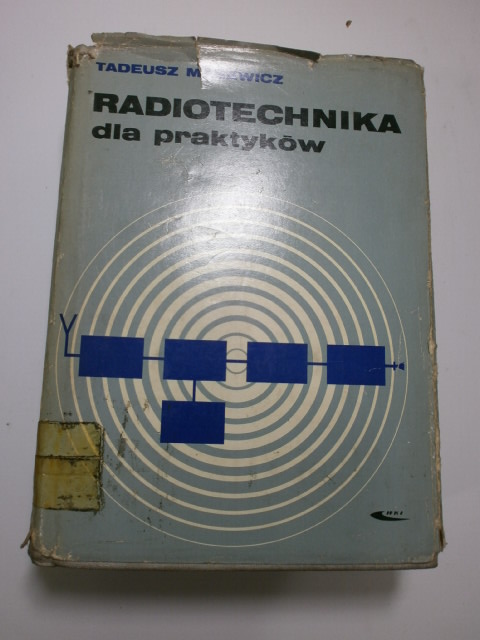 TADEUSZ
RADIOTECHNIKA
dla praktyków